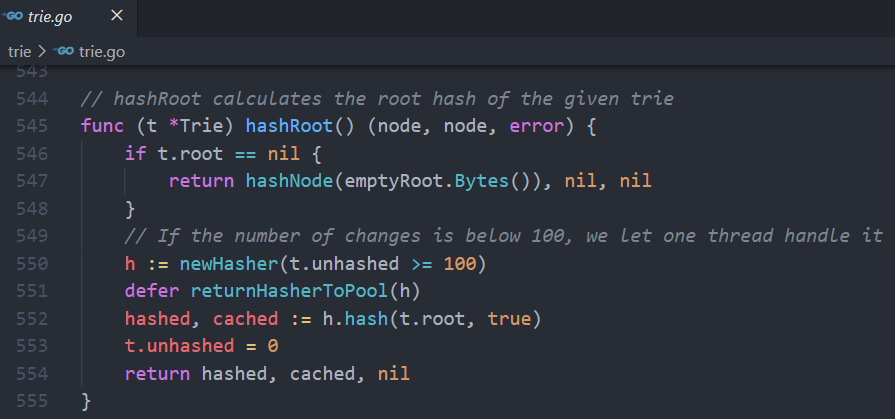 GO trie.go ×
trie > GO trie.go
543
544 // hashRoot calculates the root hash of the given trie
545 func (t *Trie) hashRoot() (node, node, error) {
546     if t.root == nil {
547         return hashNode(emptyRoot.Bytes()), nil, nil
548     }
549     // If the number of changes is below 100, we let one thread handle it
550     h := newHasher(t.unhashed >= 100)
551     defer returnHasherToPool(h)
552     hashed, cached := h.hash(t.root, true)
553     t.unhashed = 0
554     return hashed, cached, nil
555 }